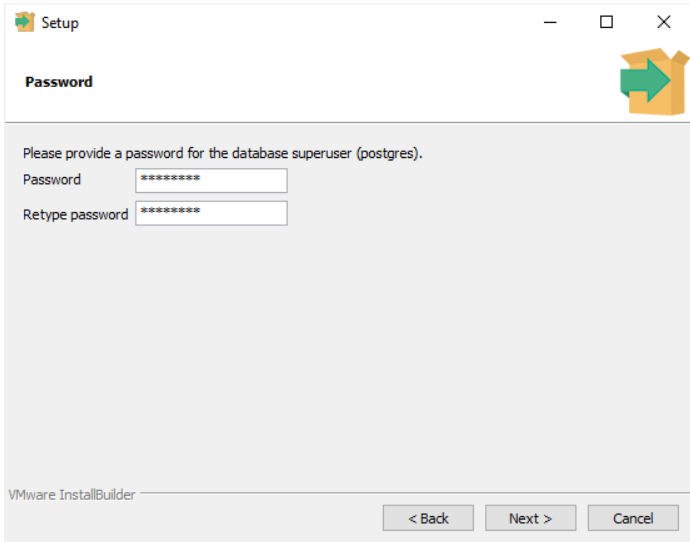 Setup
Password
Please provide a password for the database superuser (postgres).
Password ********
Retype password ********
VMware InstallBuilder
< Back Next > Cancel